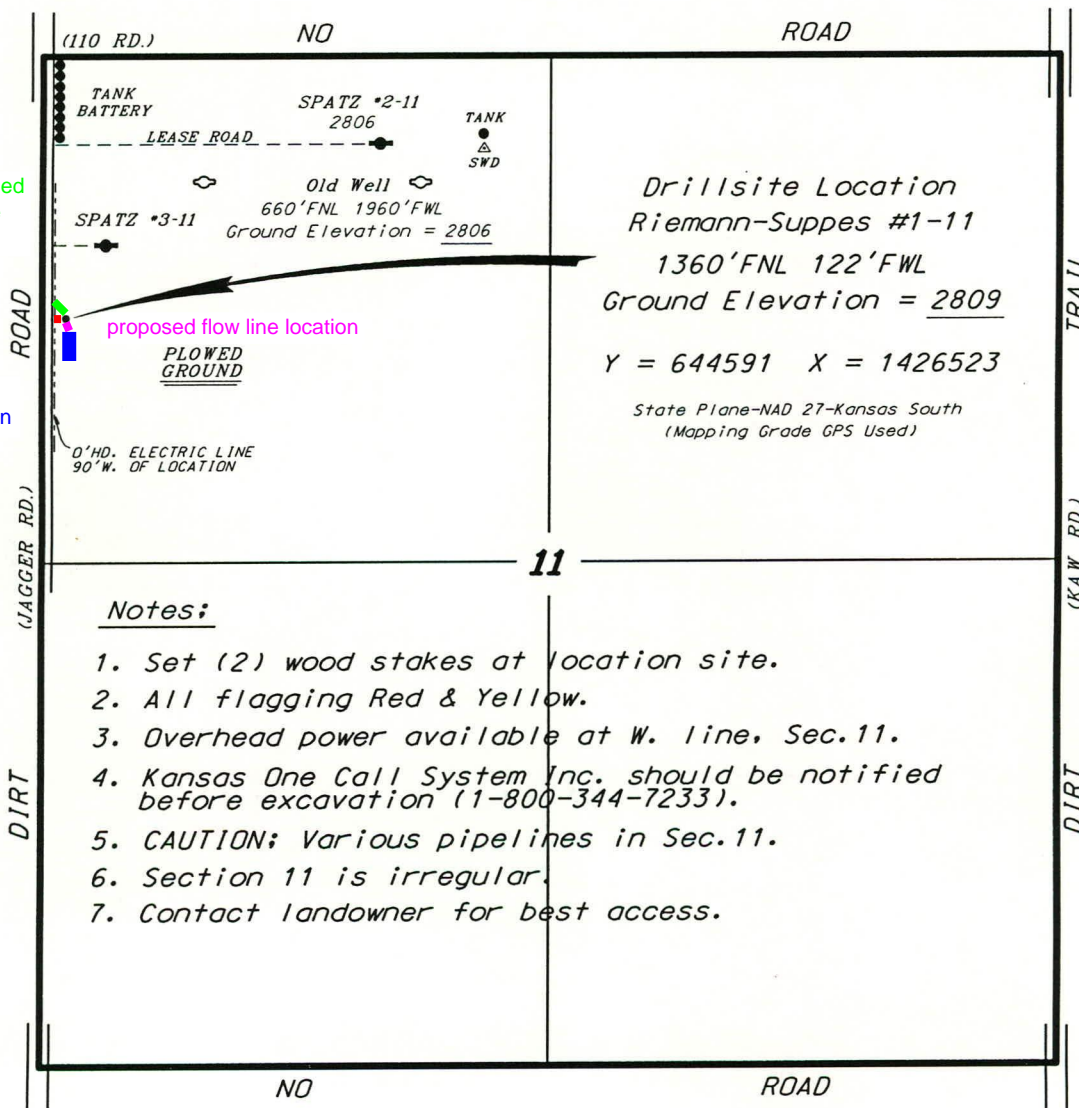 (110 RD.)
NO
ROAD
TANK
BATTERY
SPATZ #2-11
2806
TANK
SWD
LEASE ROAD
ed
Old Well
660'FNL 1960'FWL
Ground Elevation = 2806
SPATZ #3-11
Drillsite Location
Riemann-Suppes #1-11
1360'FNL 122'FWL
Ground Elevation = 2809
Y = 644591 X = 1426523
State Plane-NAD 27-Kansas South
(Mapping Grade GPS Used)
proposed flow line location
PLOWED
GROUND
n
O'HD. ELECTRIC LINE
90'W. OF LOCATION
ROAD
(JAGGER RD.)
DIRT
TRAIL
(KAW RD)
DIRT
11
Notes:
1. Set (2) wood stakes at location site.
2. All flagging Red & Yellow.
3. Overhead power available at W. line, Sec.11.
4. Kansas One Call System Inc. should be notified
before excavation (1-800-344-7233).
5. CAUTION: Various pipelines in Sec.11.
6. Section 11 is irregular.
7. Contact landowner for best access.
NO
ROAD